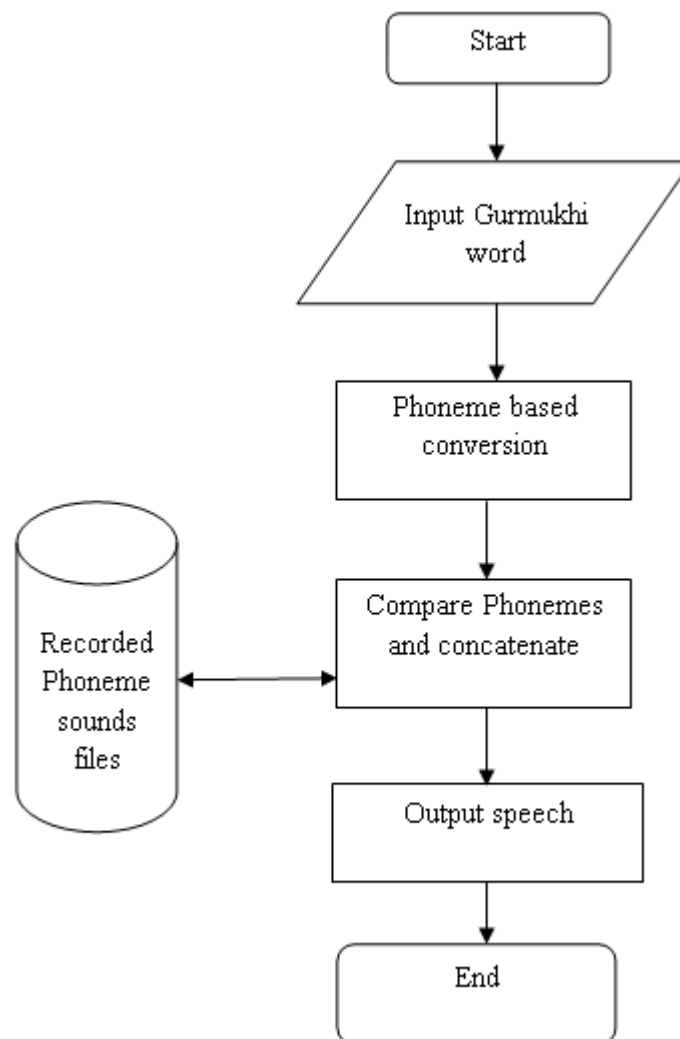 Start
Input Gurmukhi
word
Phoneme based
conversion
Compare Phonemes
and concatenate
Recorded
Phoneme
sounds
files
Output speech
End